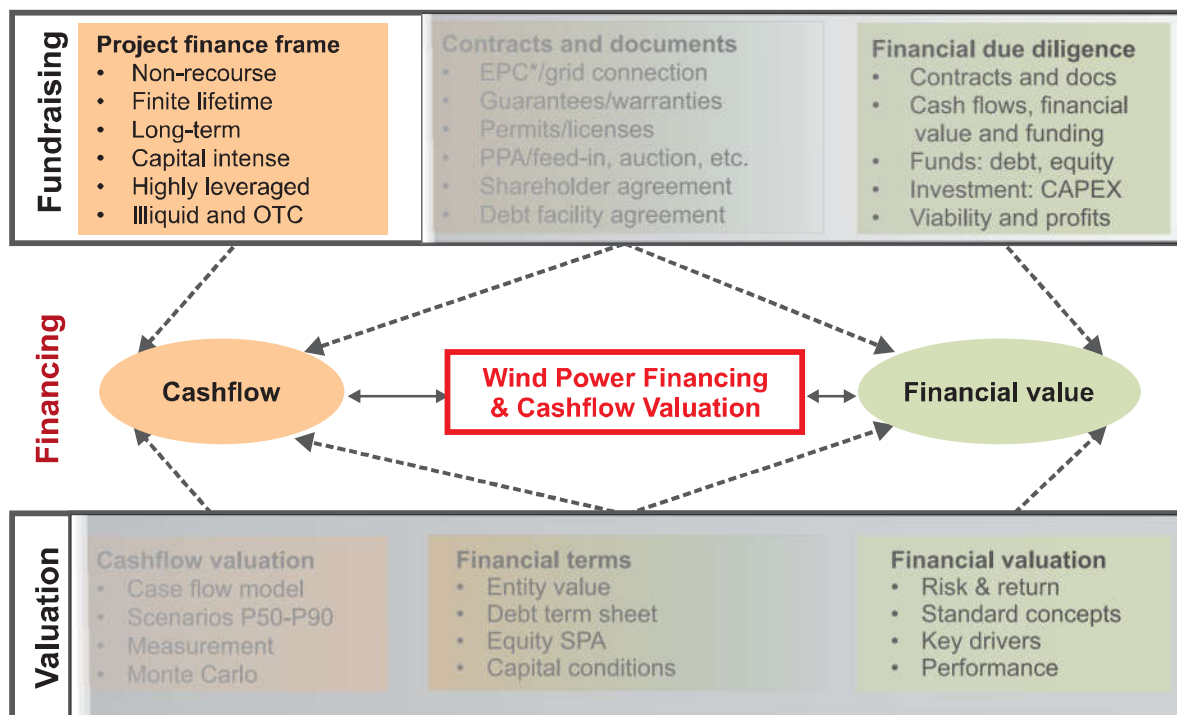 Fundraising
Project finance frame
• Non-recourse
• Finite lifetime
• Long-term
• Capital intense
• Highly leveraged
• Illiquid and OTC
Contracts and documents
• EPC*/grid connection
• Guarantees/warranties
• Permits/licenses
• PPA/feed-in, auction, etc.
• Shareholder agreement
• Debt facility agreement
Financial due diligence
• Contracts and docs
• Cash flows, financial
value and funding
• Funds: debt, equity
• Investment: CAPEX
• Viability and profits
Financing
Cashflow
Wind Power Financing
& Cashflow Valuation
Financial value
Valuation
Cashflow valuation
• Case flow model
• Scenarios P50-P90
• Measurement
• Monte Carlo
Financial terms
• Entity value
• Debt term sheet
• Equity SPA
• Capital conditions
Financial valuation
• Risk & return
• Standard concepts
• Key drivers
• Performance